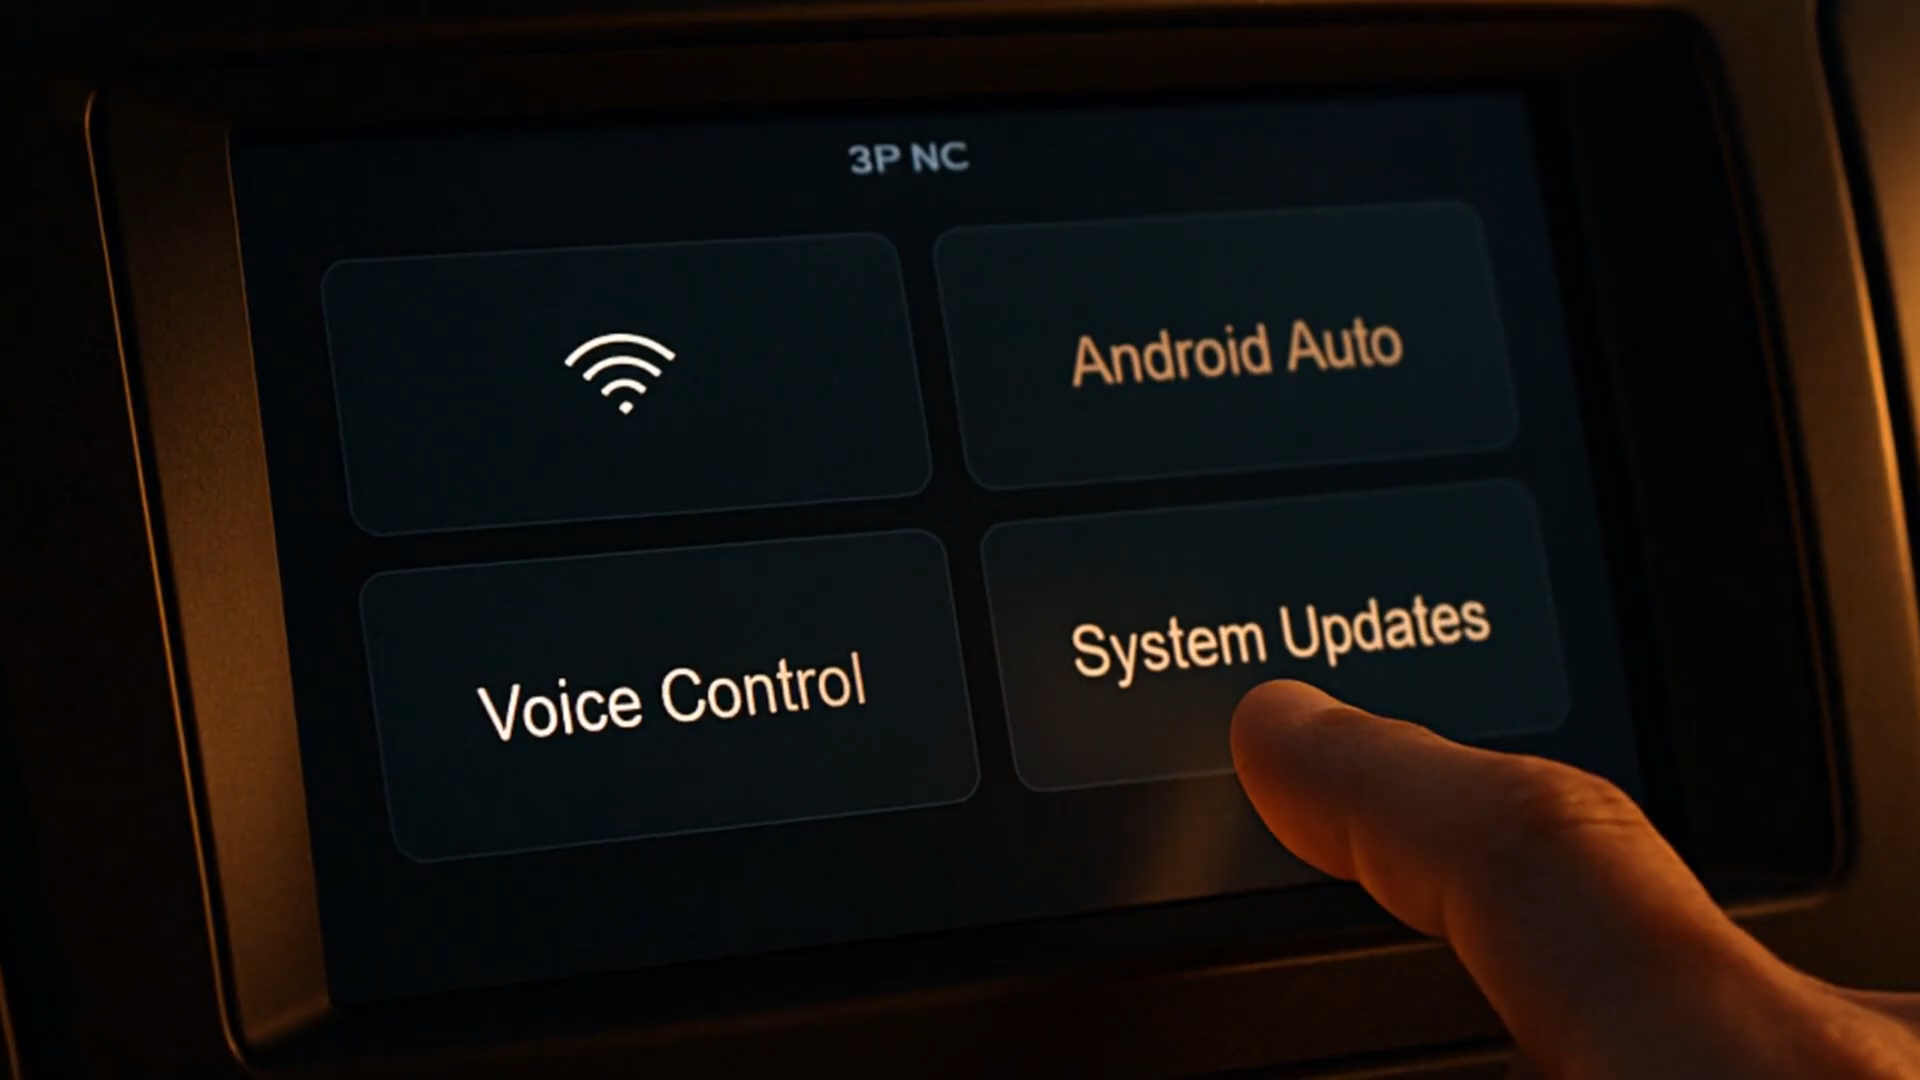 3P NC
Android Auto
Voice Control
System Updates